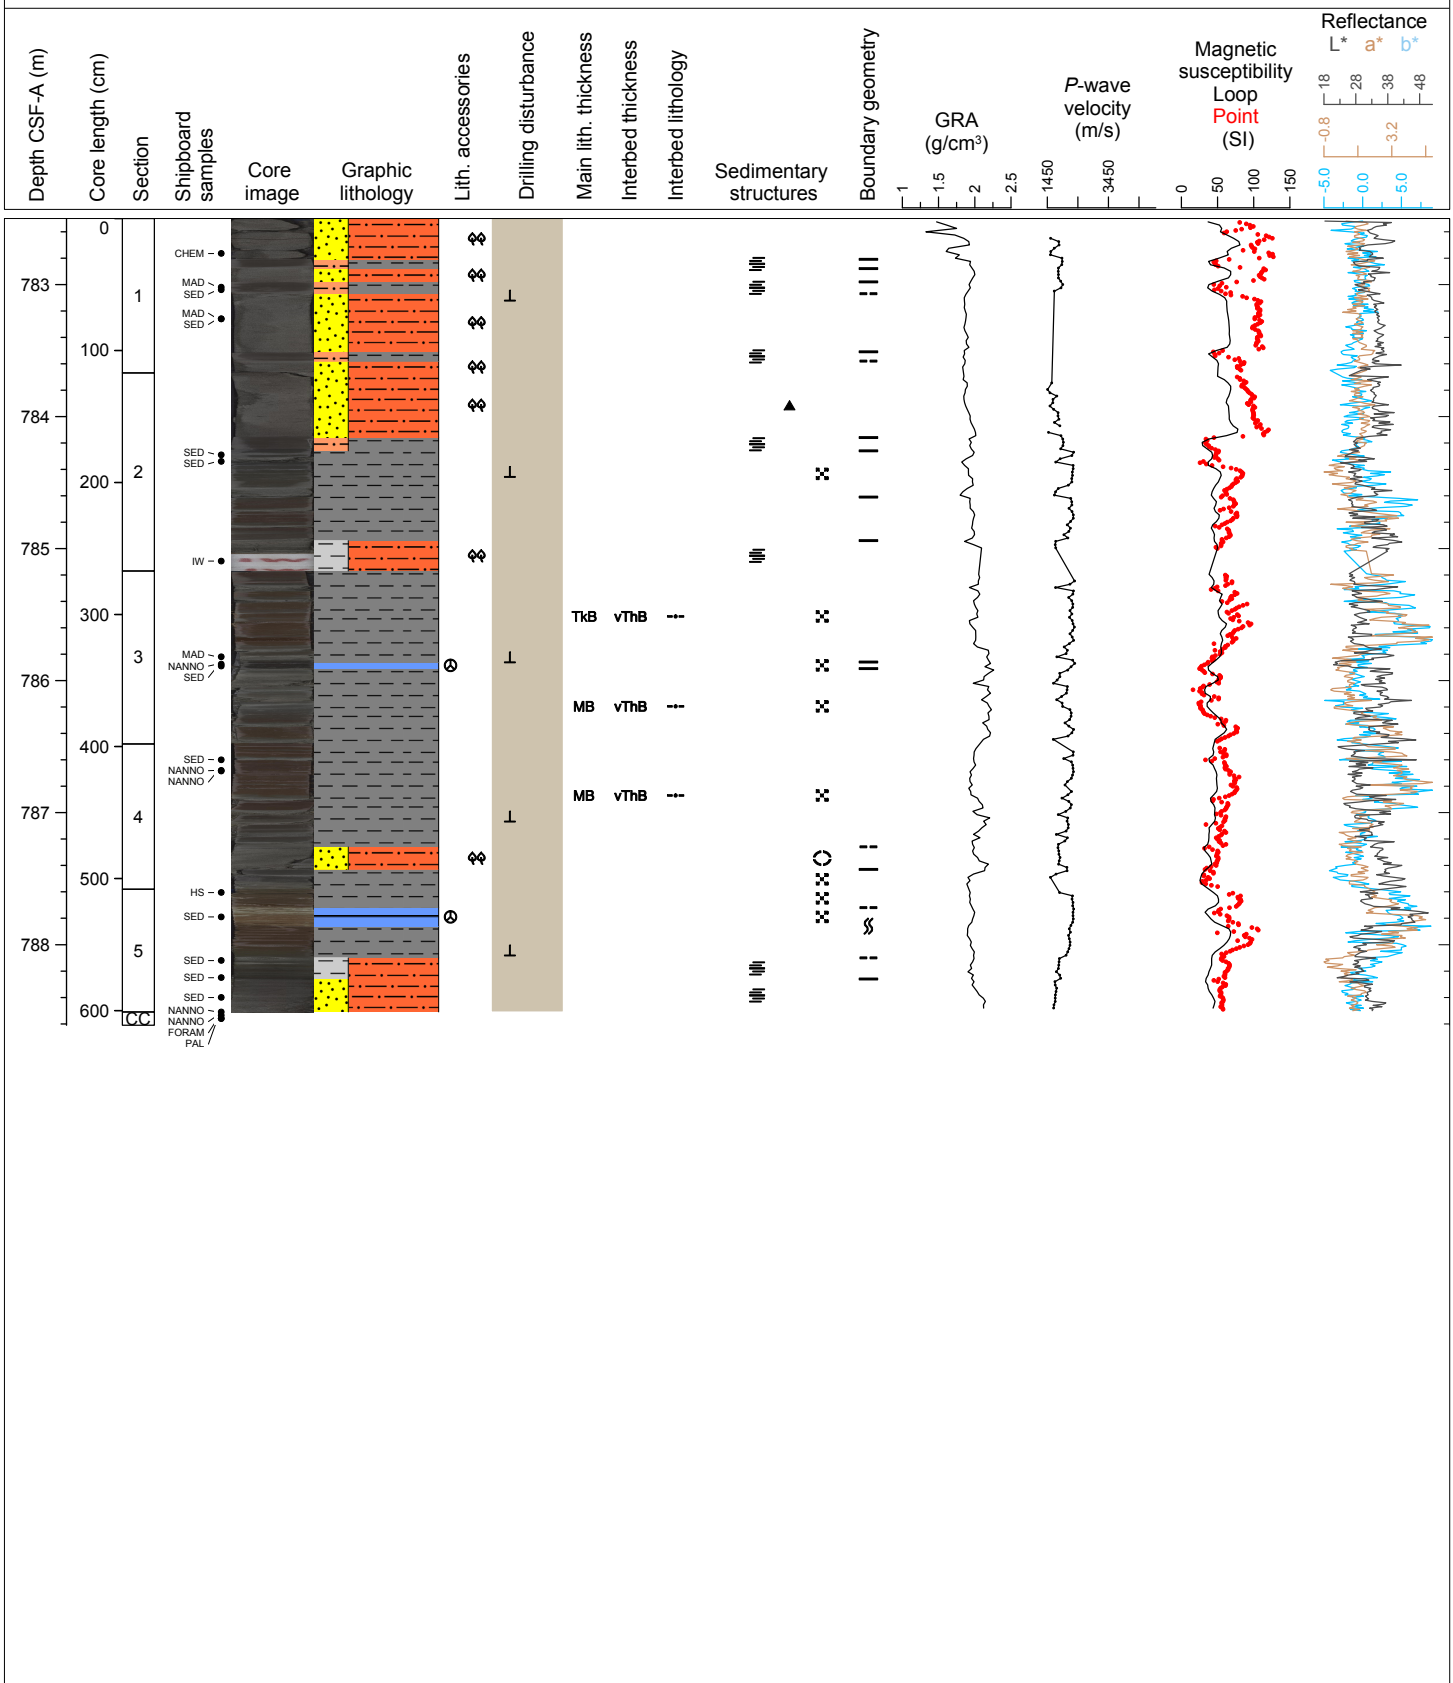 Depth CSF-A (m)
Core length (cm)
Section
Shipboard
samples
Core
image
Graphic
lithology
Lith. accessories
Drilling disturbance
Main lith. thickness
Interbed thickness
Interbed lithology
Sedimentary
structures
Boundary geometry
GRA
(g/cm³)
1 1.5 2 2.5
P-wave
velocity
(m/s)
1450 3450
Magnetic
susceptibility
Loop
Point
(SI)
0 50 100 150
Reflectance
L* a* b*
18 28 38 48
-0.8 3.2
-5.0 0.0 5.0
0
CHEM
783
MAD
SED
1
MAD
SED
100
784
SED
SED
2
200
785
IW
300
TkB vThB
MAD
NANNO
SED
3
786
MB vThB
400
SED
NANNO
NANNO
MB vThB
787
4
500
HS
SED
788
5
SED
SED
SED
600
NANNO
CC
NANNO
FORAM
PAL